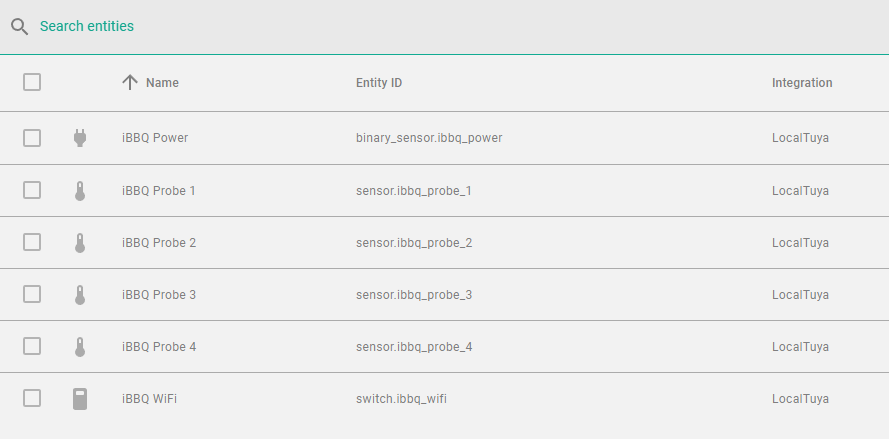 Search entities
Name Entity ID Integration
iBBQ Power binary_sensor.ibbq_power LocalTuya
iBBQ Probe 1 sensor.ibbq_probe_1 LocalTuya
iBBQ Probe 2 sensor.ibbq_probe_2 LocalTuya
iBBQ Probe 3 sensor.ibbq_probe_3 LocalTuya
iBBQ Probe 4 sensor.ibbq_probe_4 LocalTuya
iBBQ WiFi switch.ibbq_wifi LocalTuya